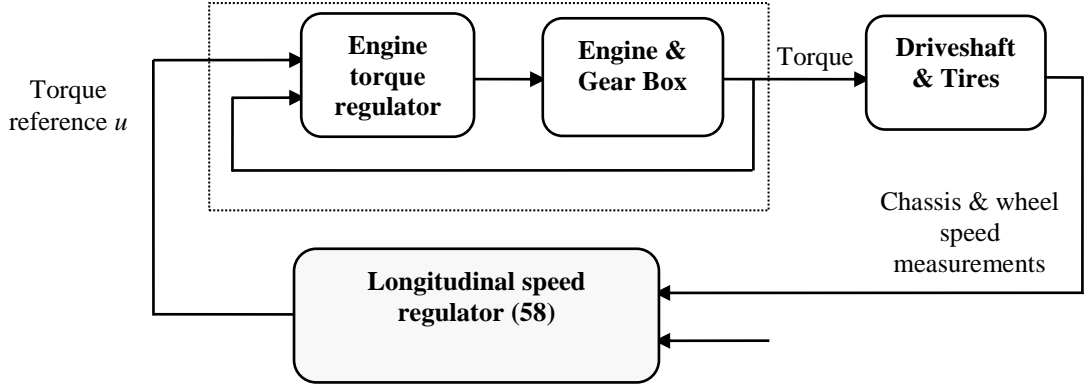 Engine
torque
regulator
Engine &
Gear Box
Torque
Driveshaft
& Tires
Torque
reference u
Chassis & wheel
speed
measurements
Longitudinal speed
regulator (58)